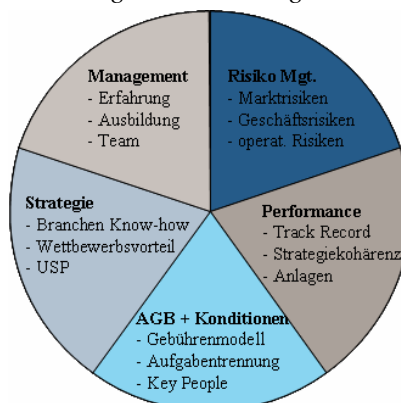 Management
- Erfahrung
- Ausbildung
- Team
Risiko Mgt.
- Marktrisiken
- Geschäftsrisiken
- operat. Risiken
Performance
- Track Record
- Strategiekohärenz
- Anlagen
AGB + Konditionen
- Gebührenmodell
- Aufgabentrennung
- Key People
Strategie
- Branchen Know-how
- Wettbewerbsvorteil
- USP